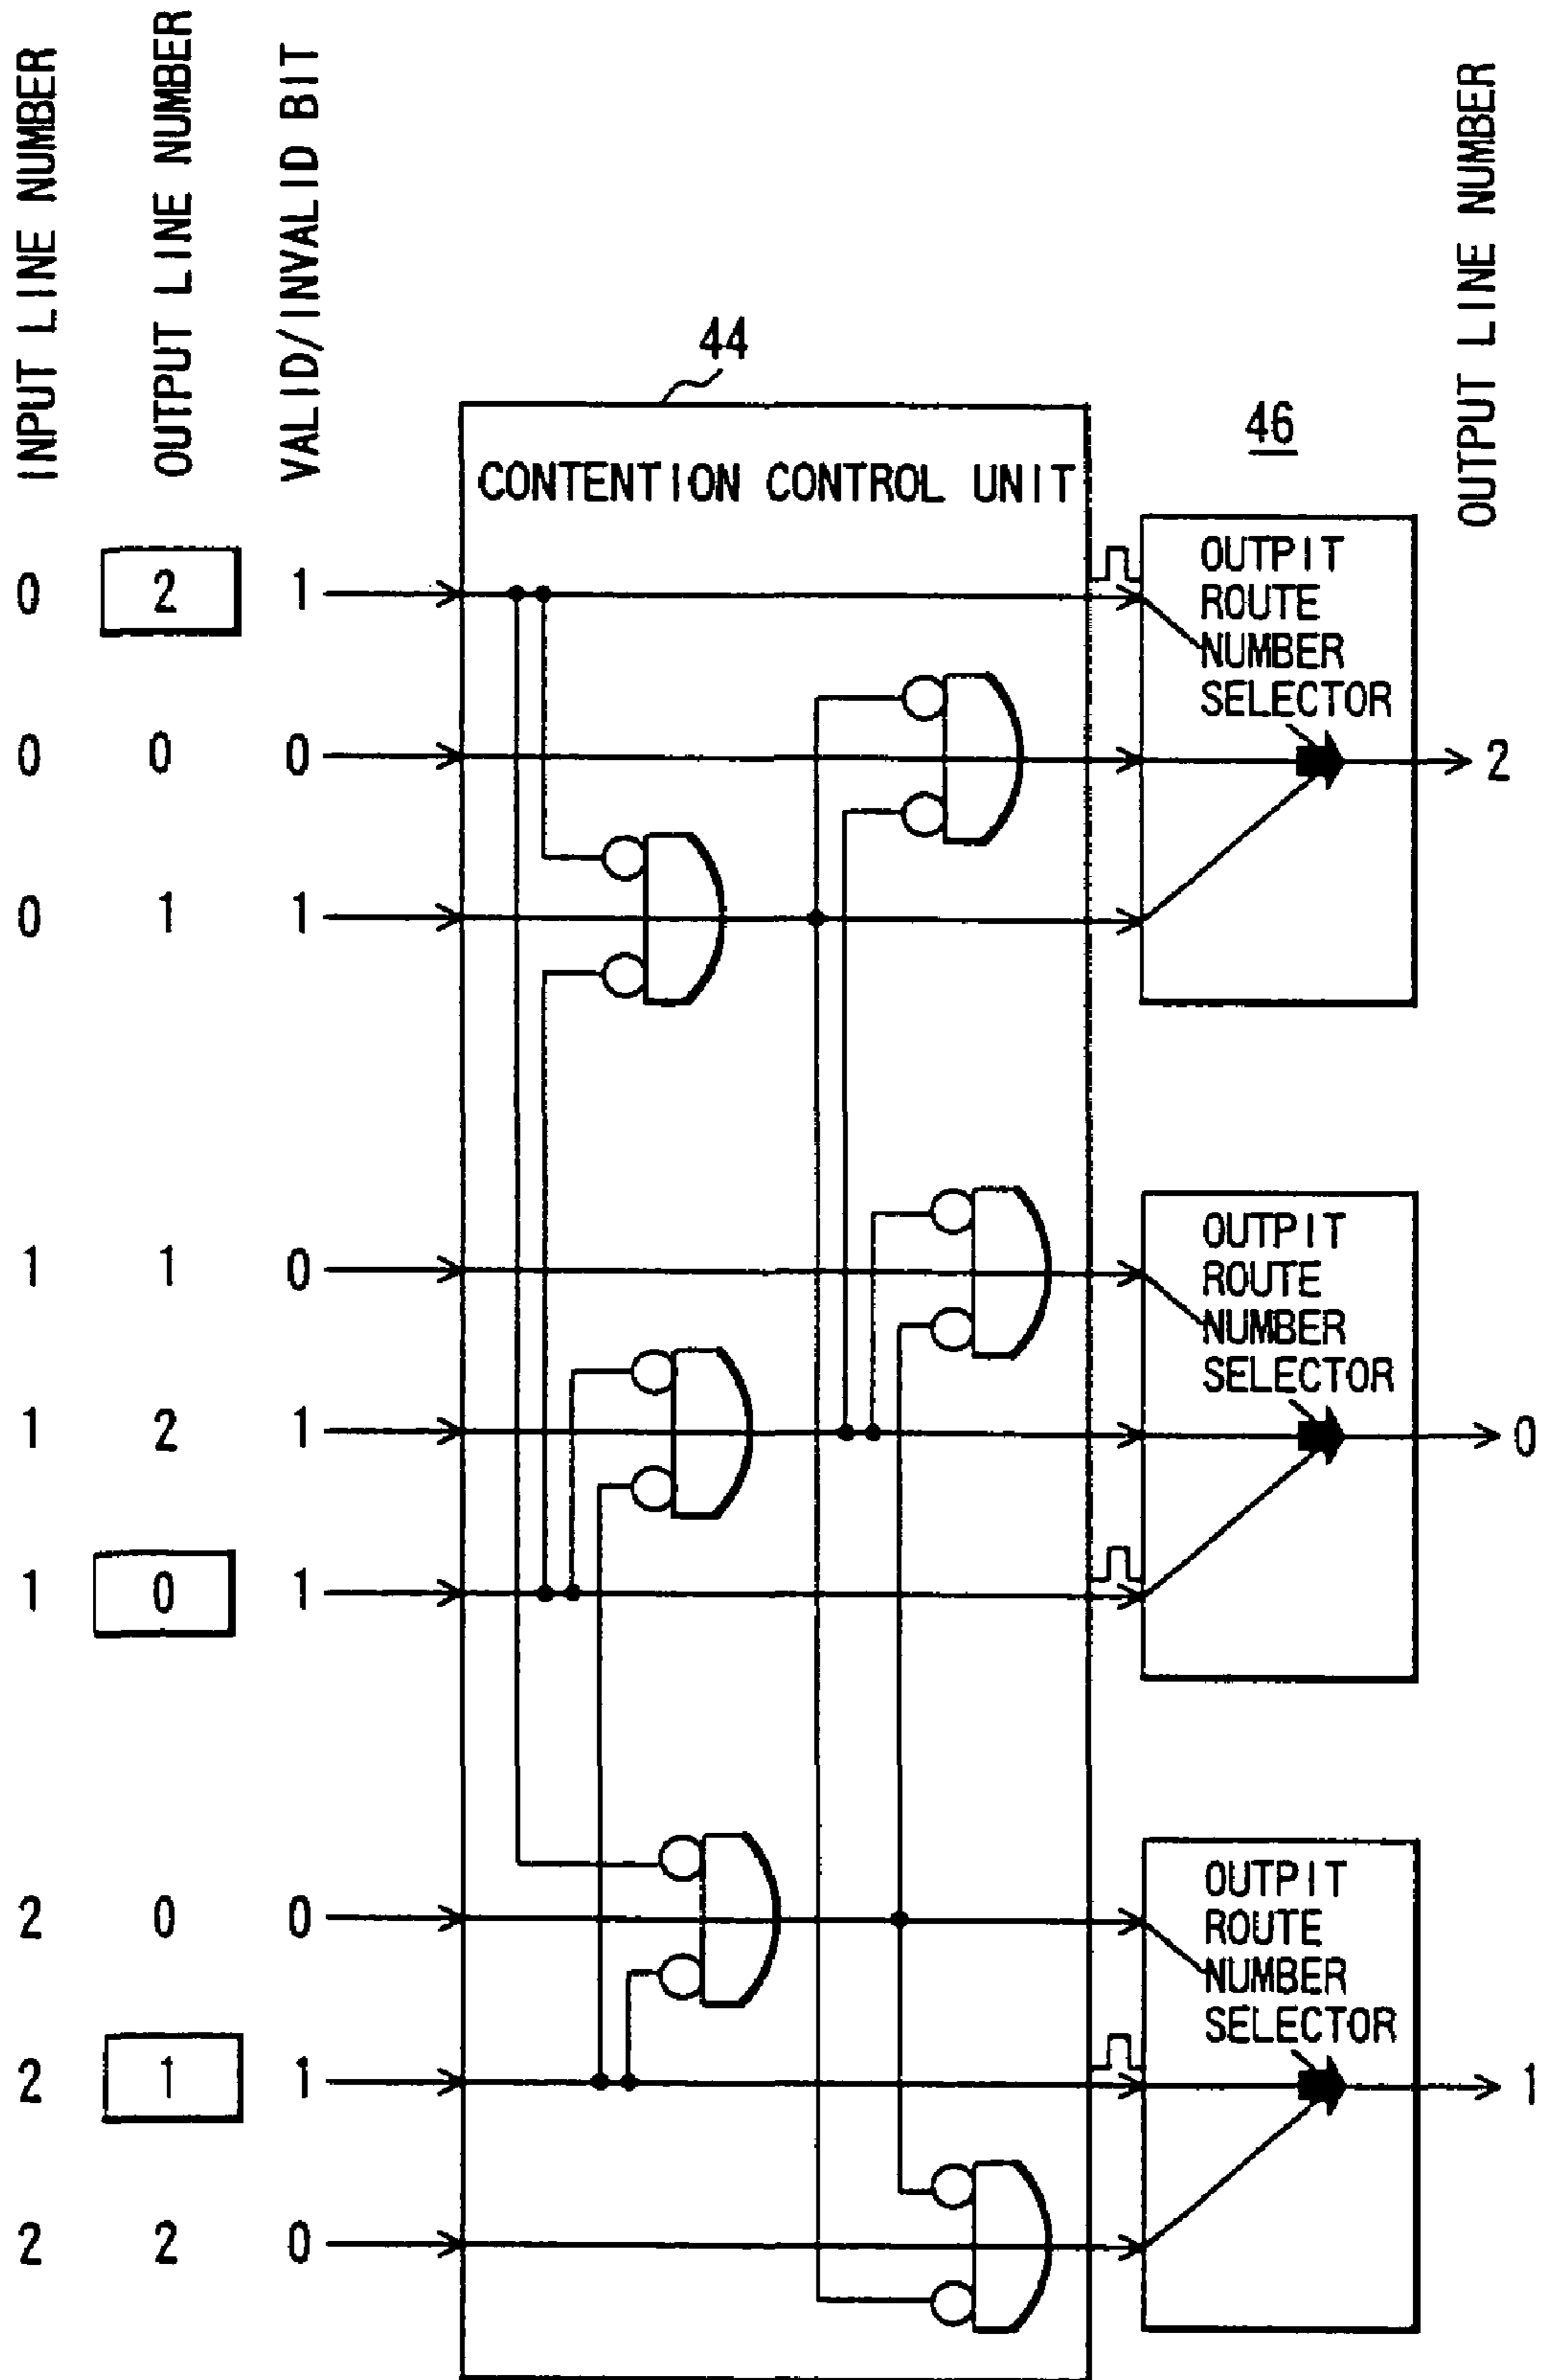 INPUT LINE NUMBER
OUTPUT LINE NUMBER
VALID/INVALID BIT
OUTPUT LINE NUMBER
44
46
CONTENTION CONTROL UNIT
0 2 1
0 0 0
0 1 1
OUTPIT
ROUTE
NUMBER
SELECTOR
2
1 1 0
1 2 1
1 0 1
OUTPIT
ROUTE
NUMBER
SELECTOR
0
2 0 0
2 1 1
2 2 0
OUTPIT
ROUTE
NUMBER
SELECTOR
1